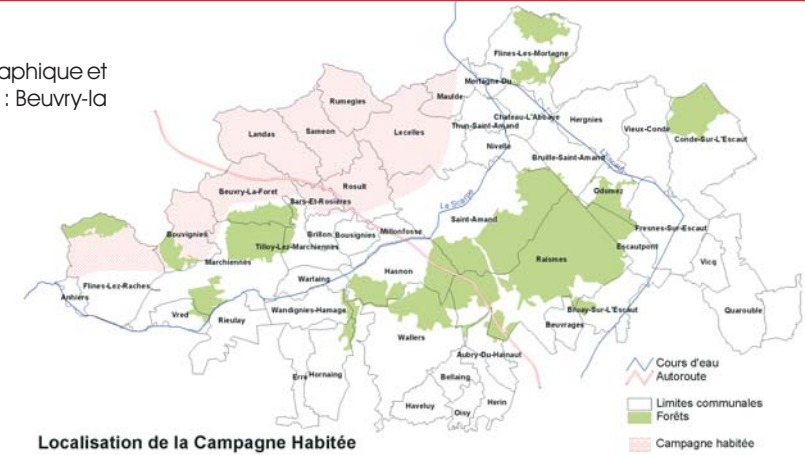 aphique et
: Beuvry-la
Flines-Les-Mortagne
Mortagne-Du
Rumegies
Maulde
Chateau-L'Abbaye
Hergnies
Thun-Saint-Amand
Vieux-Conde
Conde-Sur-L'Escaut
Landas
Sameon
Lecelles
Nivelle
Bruille-Saint-Amand
L'Escaut
Beuvry-La-Foret
Rosult
Odomez
Sars-Et-Rosières
La Scarpe
Saint-Amand
Fresnes-Sur-Escaut
Bouvignies
Brillon
Bousignies
Millonfosse
Escautpont
Tilloy-Lez-Marchiennes
Marchiennes
Raismes
Vicq
Hasnon
Flines-Lez-Raches
Warlaing
Anhiers
Vred
Rieulay
Wandignies-Hamage
Bruay-Sur-L'Escaut
Quarouble
Beuvrages
Wallers
Aubry-Du-Hainaut
Erre
Hornaing
Bellaing
Haveluy
Oisy
Herin
Cours d'eau
Autoroute
Limites communales
Forêts
Campagne habitée
Localisation de la Campagne Habitée